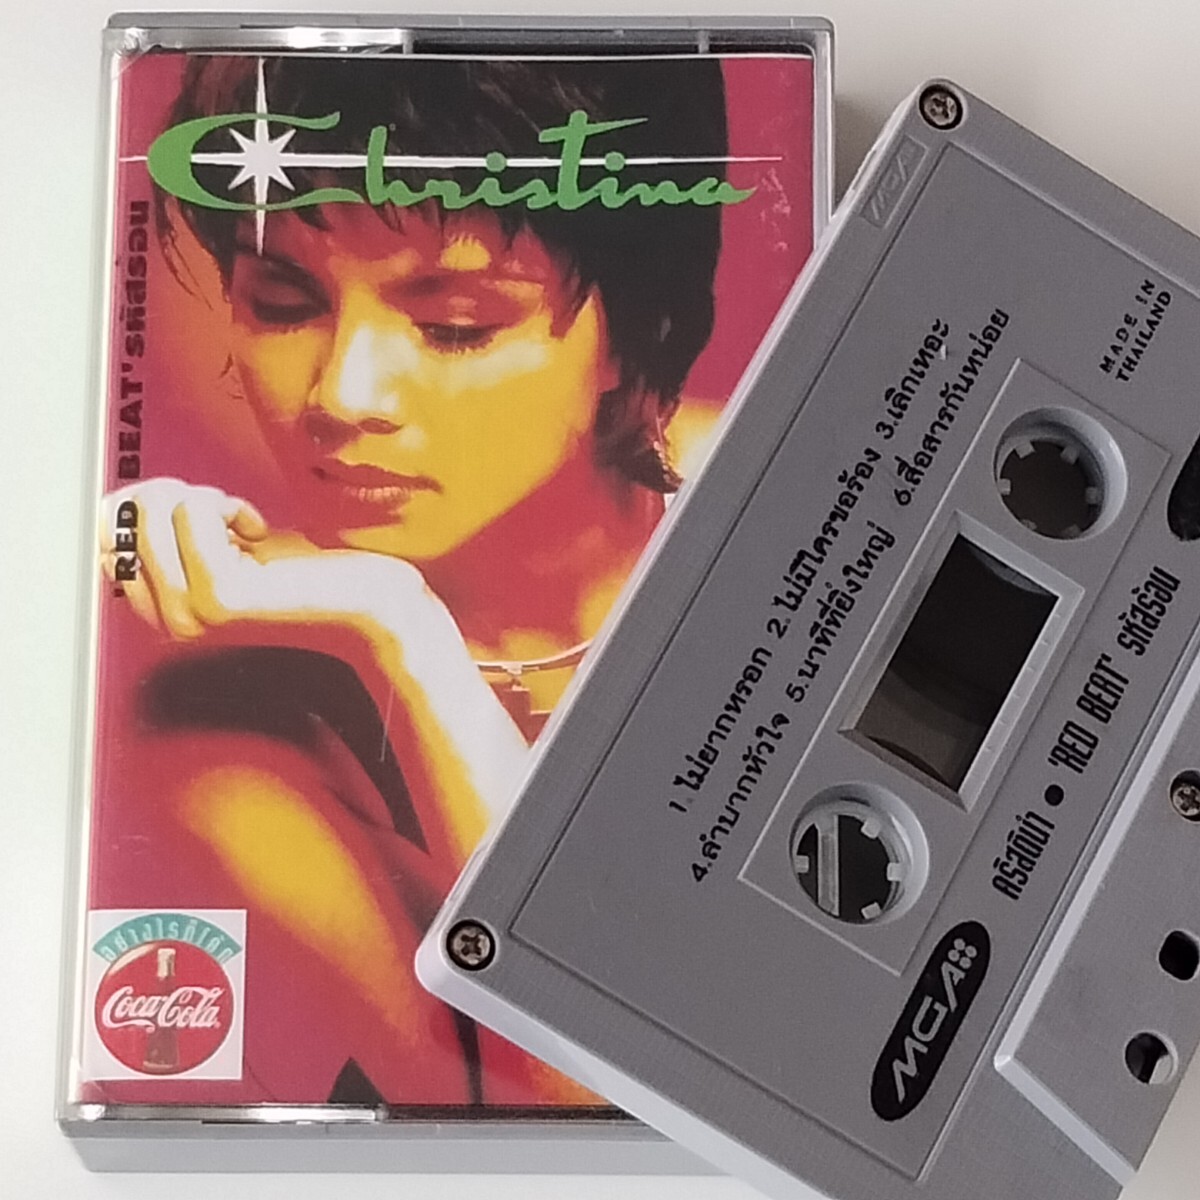 Christina
'RED BEAT' รหัสร้อน
อย่างไรก็โค้ก
Coca-Cola
MADE IN
THAILAND
1.ไม่ยากหรอก 2.ไม่มีใครขอร้อง 3.เลิกเหอะ
4.ลำบากหัวใจ 5.นาทีที่ยิ่งใหญ่ 6.สื่อสารกันหน่อย
คริสติน่า ● 'RED BEAT' รหัสร้อน
MGA